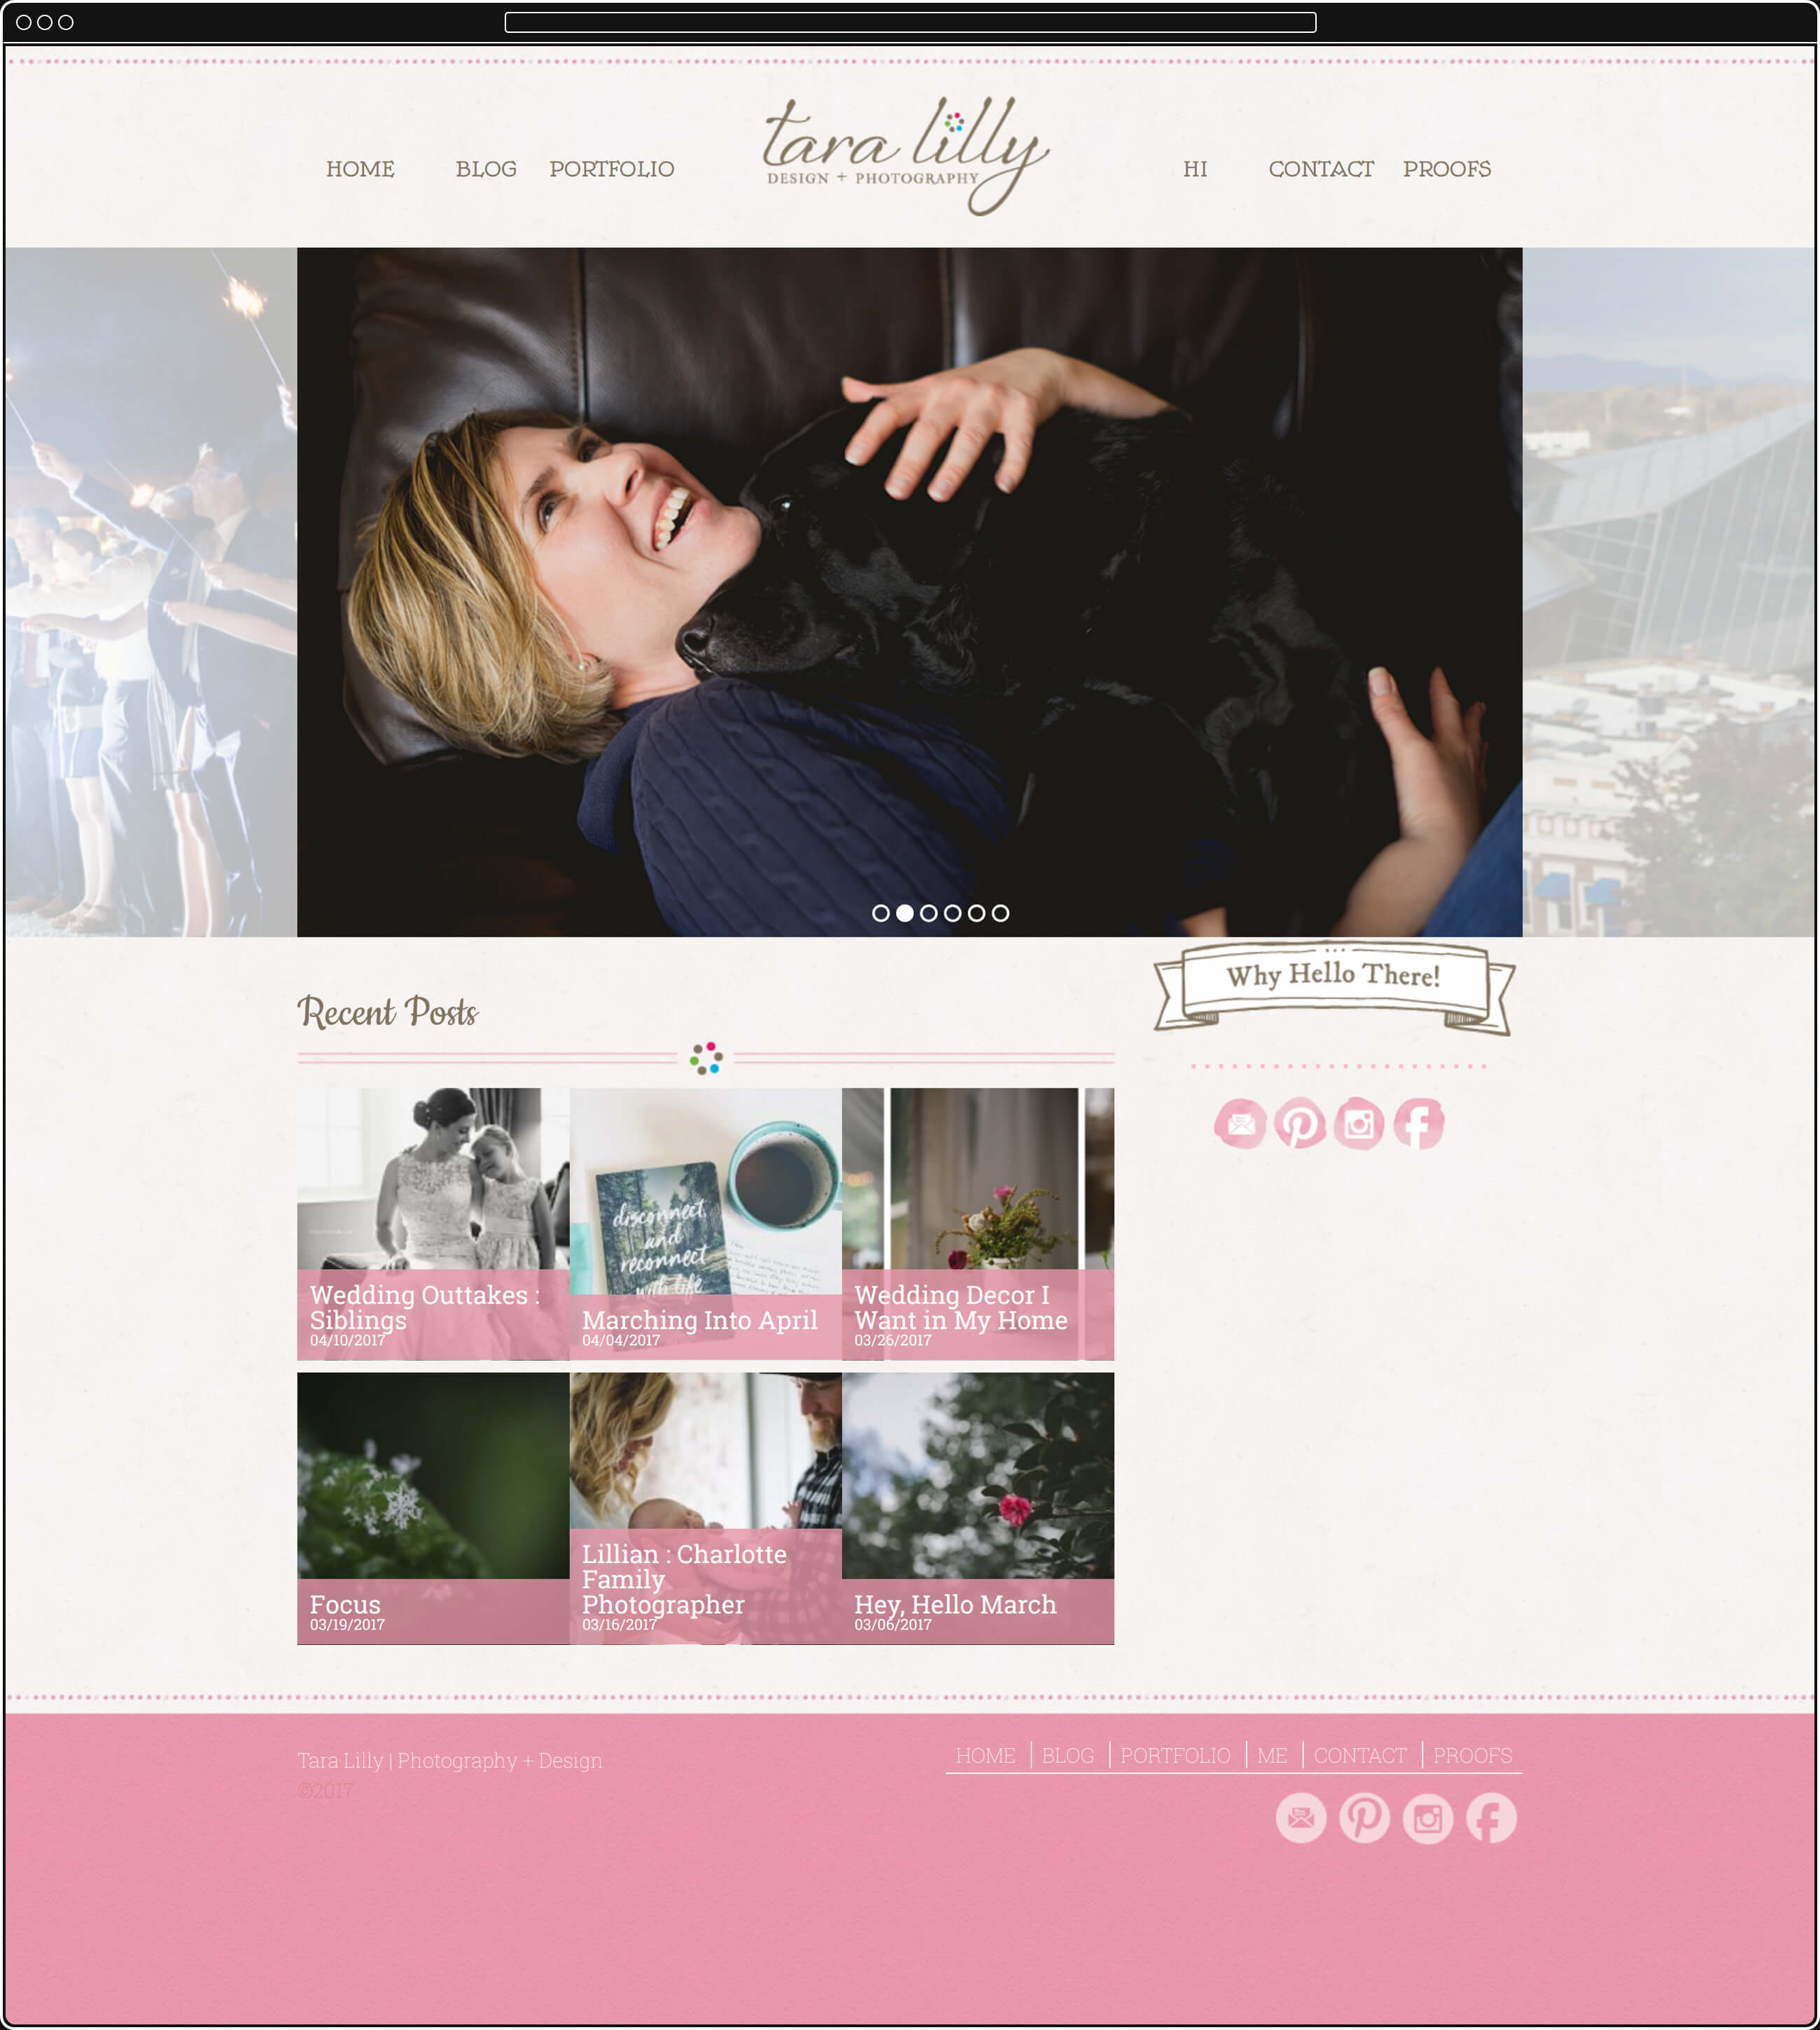 HOME BLOG PORTFOLIO
tara lilly
DESIGN + PHOTOGRAPHY
HI CONTACT PROOFS
Why Hello There!
Recent Posts
disconnect
and
reconnect
with life
Wedding Outtakes :
Siblings
04/10/2017
Marching Into April
04/04/2017
Wedding Decor I
Want in My Home
03/26/2017
Focus
03/19/2017
Lillian : Charlotte
Family
Photographer
03/16/2017
Hey, Hello March
03/06/2017
Tara Lilly | Photography + Design
©2017
HOME BLOG PORTFOLIO ME CONTACT PROOFS